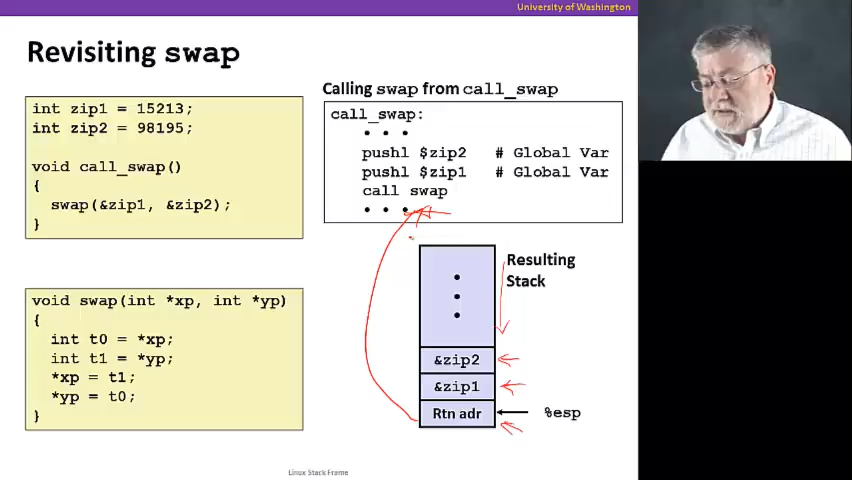 University of Washington
Revisiting swap
int zip1 = 15213;
int zip2 = 98195;
void call_swap()
{
swap(&zip1, &zip2);
}
void swap(int *xp, int *yp)
{
int t0 = *xp;
int t1 = *yp;
*xp = t1;
*yp = t0;
}
Calling swap from call_swap
call_swap:
• • •
pushl $zip2 # Global Var
pushl $zip1 # Global Var
call swap
• • •
Resulting
Stack
&zip2
&zip1
Rtn adr
%esp
Linux Stack Frame